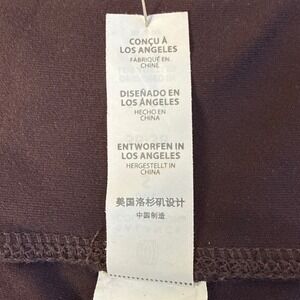 CONÇU À
LOS ANGELES
FABRIQUÉ EN
CHINE
DISEÑADO EN
LOS ÁNGELES
HECHO EN
CHINA
ENTWORFEN IN
LOS ANGELES
HERGESTELLT IN
CHINA
美国洛杉矶设计
中国制造